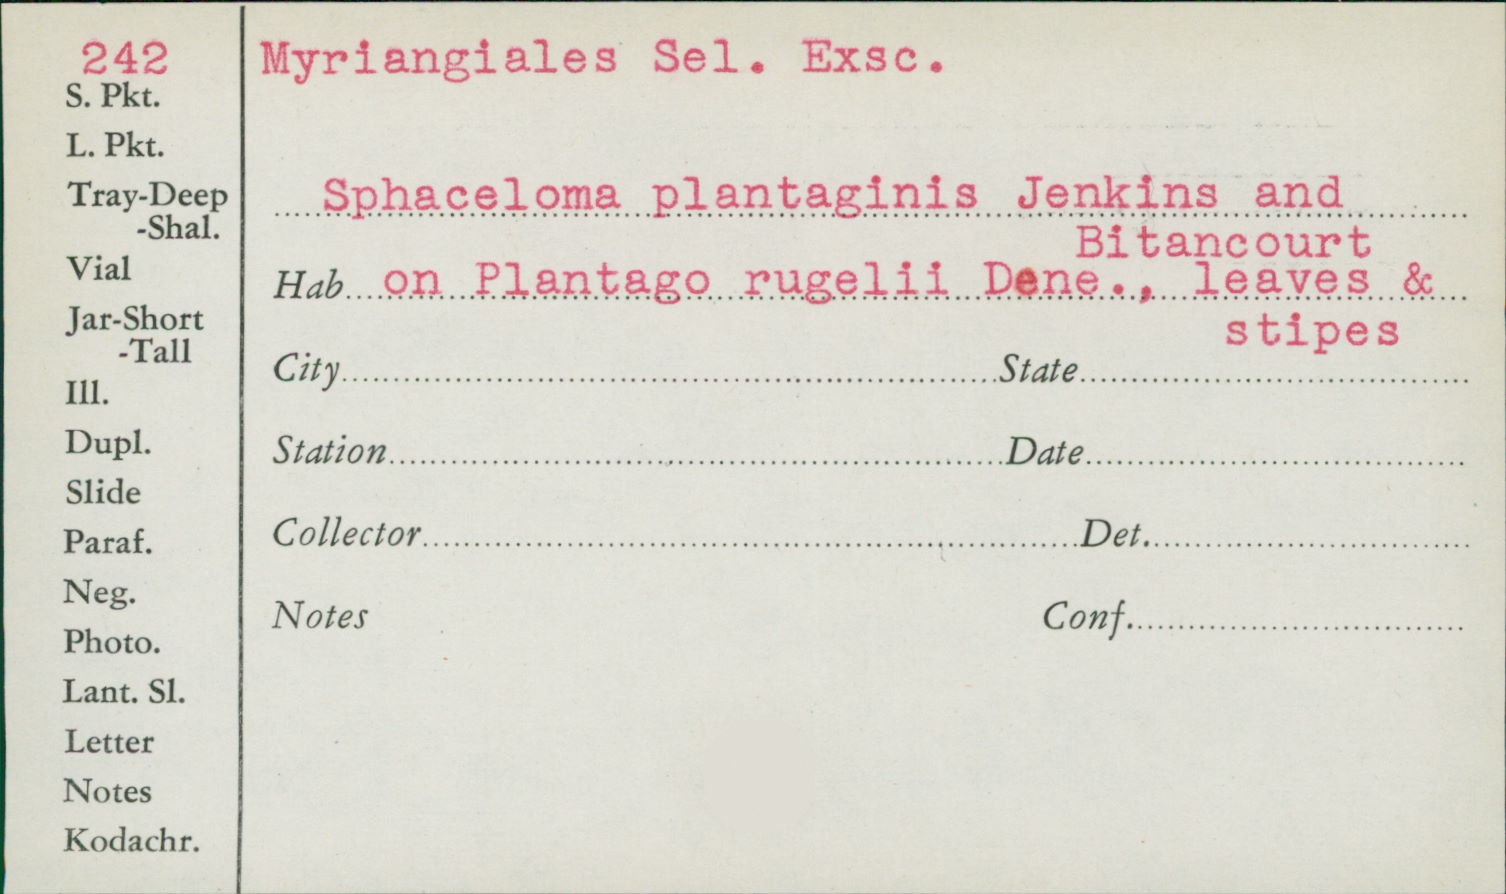 242
S. Pkt.
L. Pkt.
Tray-Deep
-Shal.
Vial
Jar-Short
-Tall
Ill.
Dupl.
Slide
Paraf.
Neg.
Photo.
Lant. Sl.
Letter
Notes
Kodachr.
Myriangiales Sel. Exsc.
Sphaceloma plantaginis Jenkins and
Bitancourt
Hab. on Plantago rugelii Dene., leaves &
stipes
City State
Station Date
Collector Det.
Notes Conf.